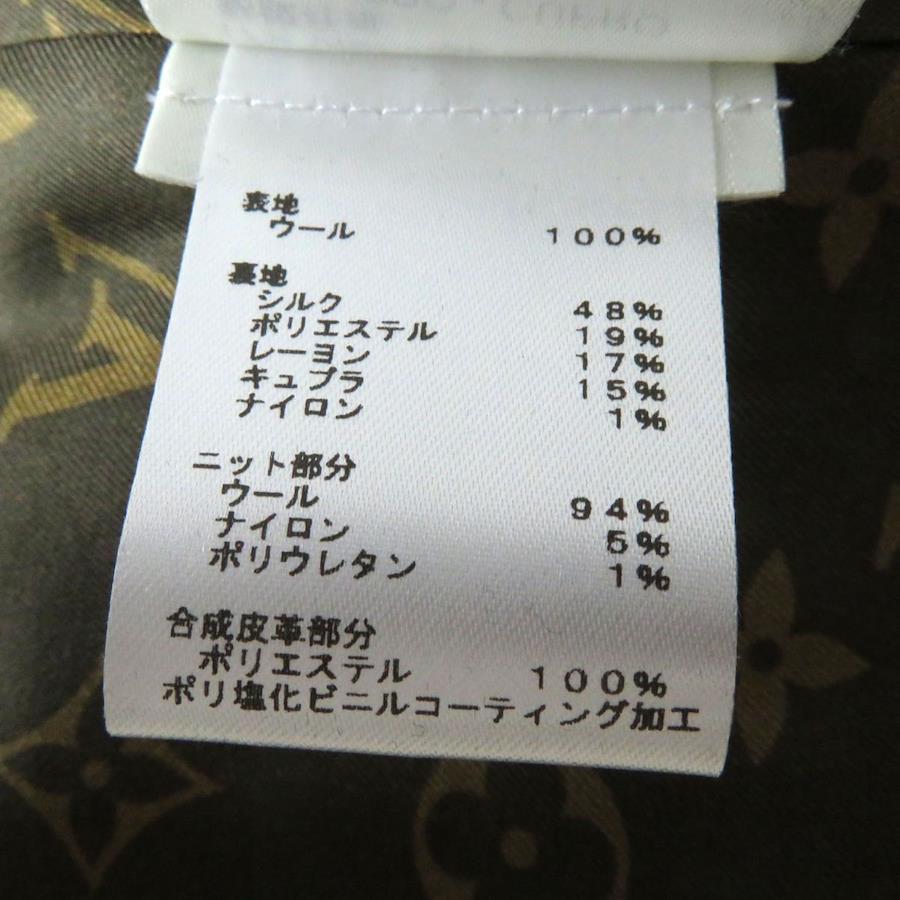 CUERO
表地
ウール 100%
裏地
シルク 48%
ポリエステル 19%
レーヨン 17%
キュプラ 15%
ナイロン 1%
ニット部分
ウール 94%
ナイロン 5%
ポリウレタン 1%
合成皮革部分
ポリエステル 100%
ポリ塩化ビニルコーティング加工